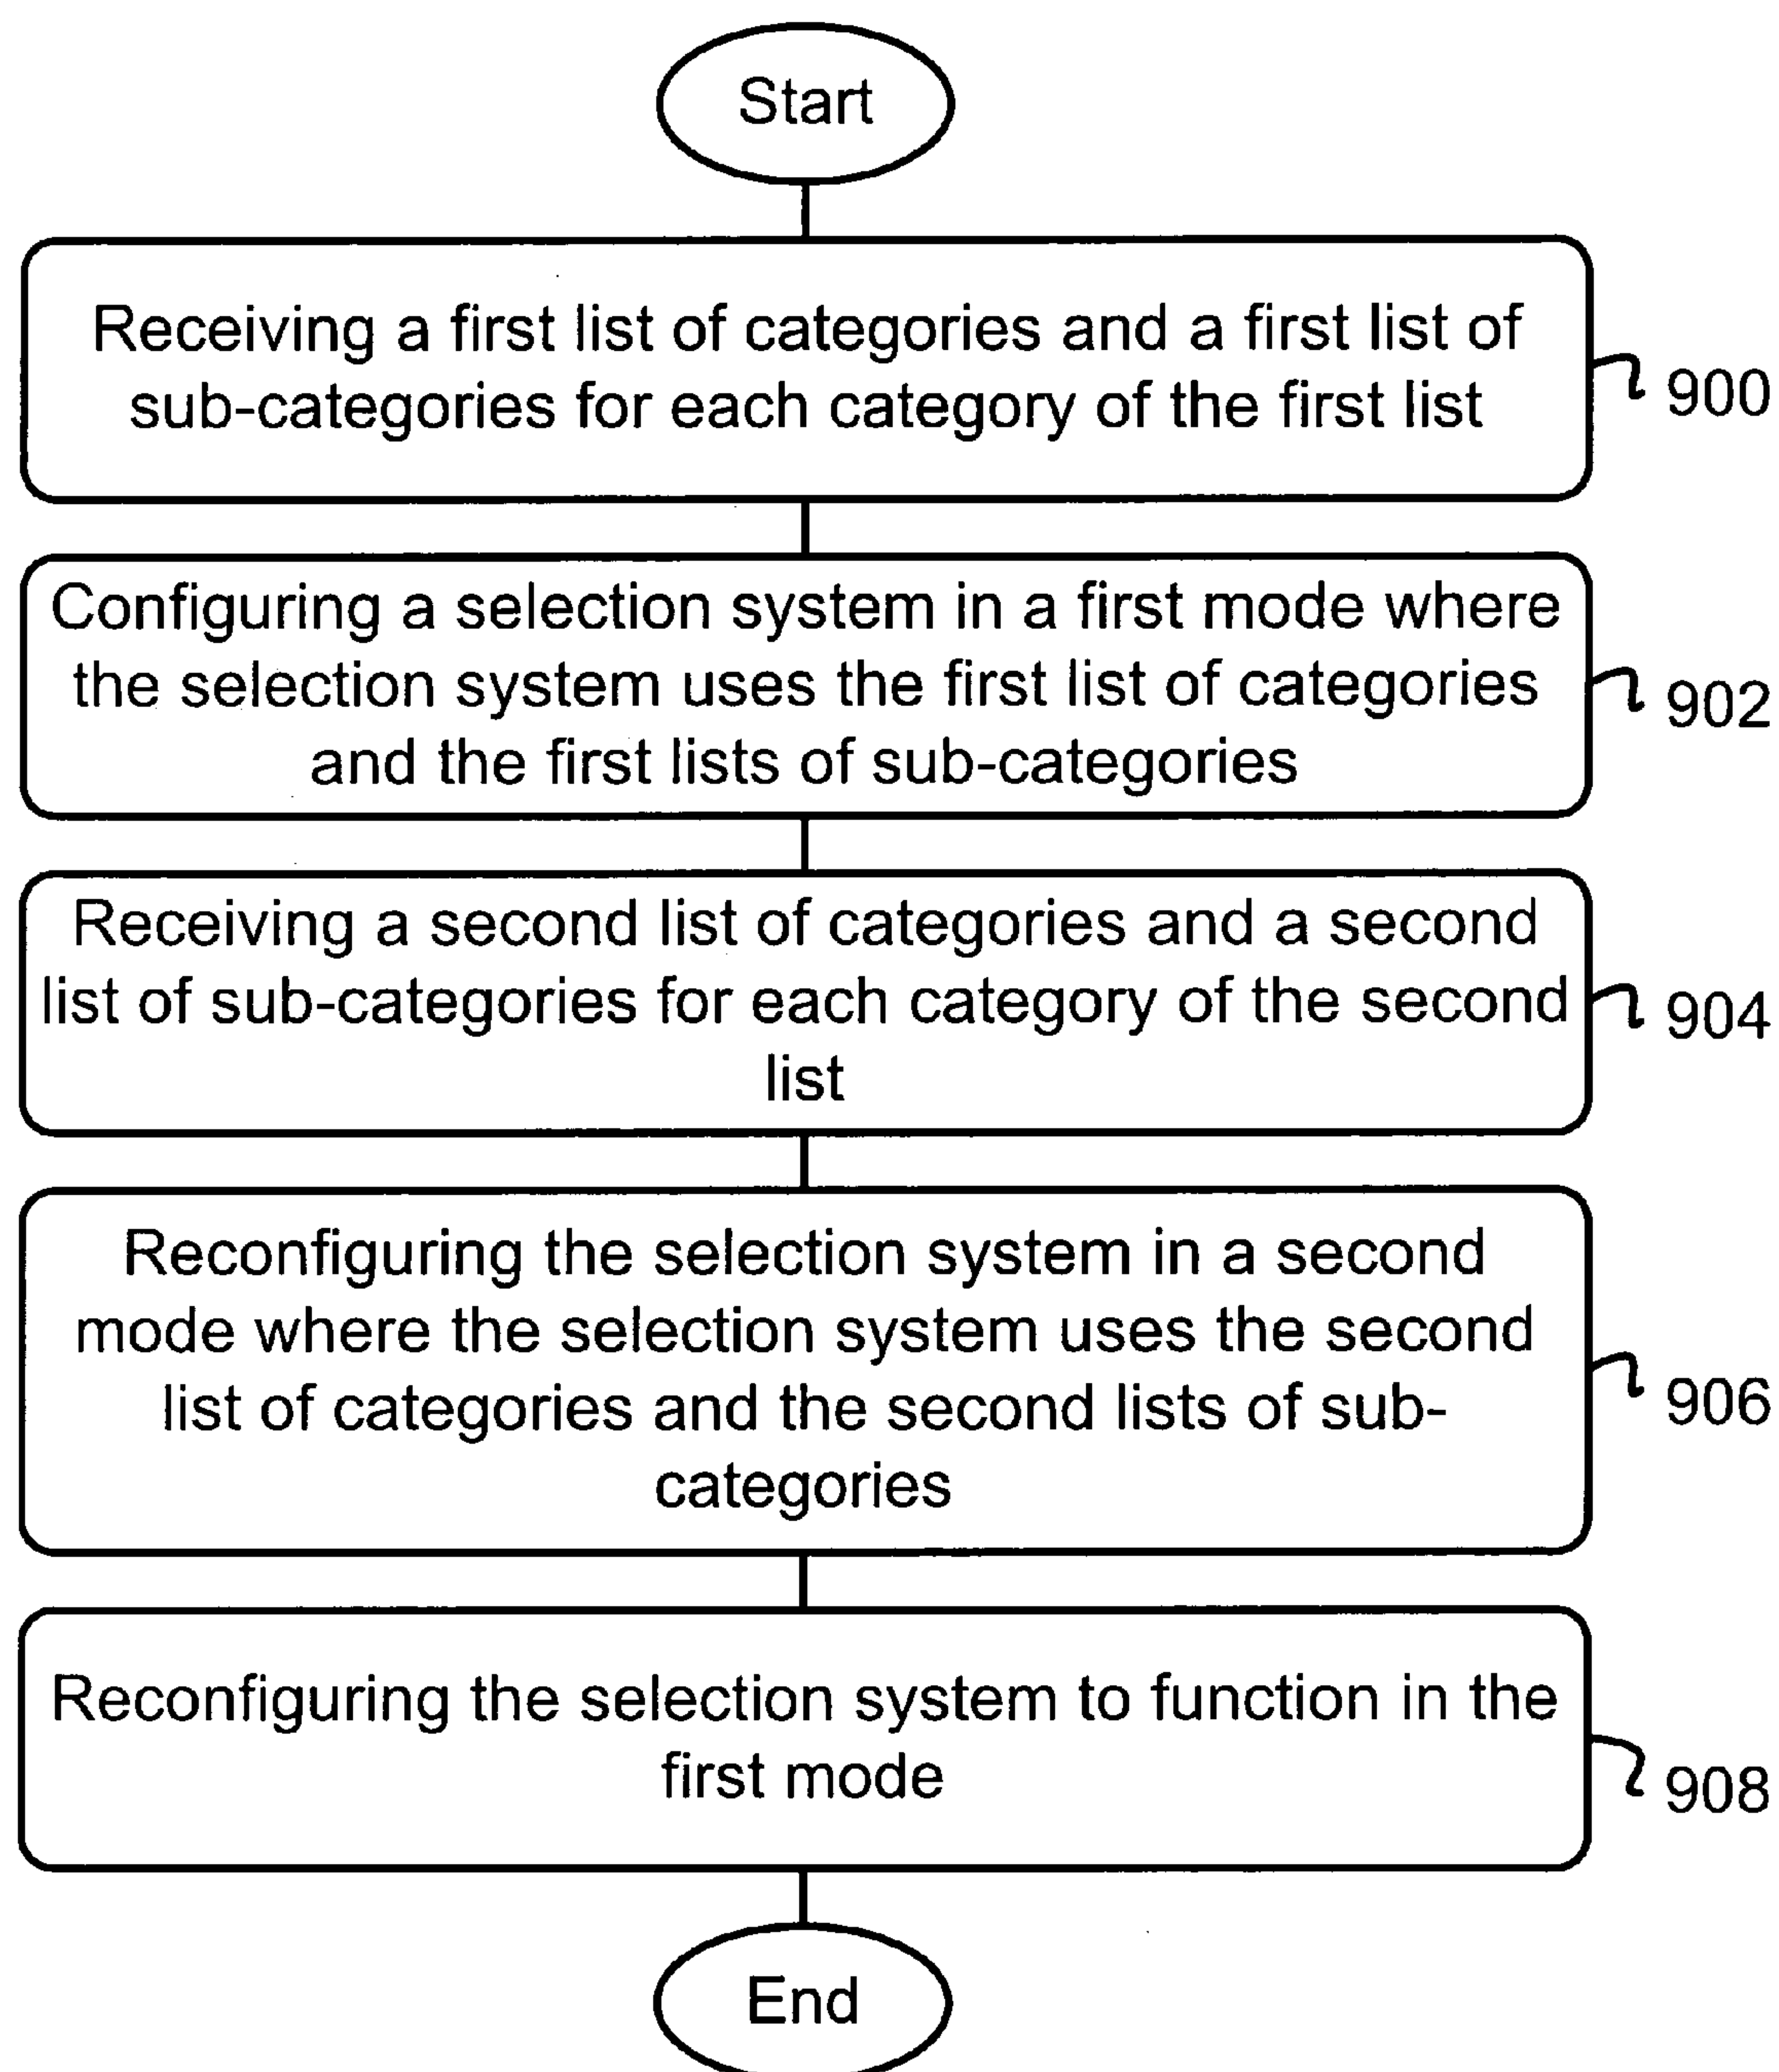 Start
Receiving a first list of categories and a first list of
sub-categories for each category of the first list
900
Configuring a selection system in a first mode where
the selection system uses the first list of categories
and the first lists of sub-categories
902
Receiving a second list of categories and a second
list of sub-categories for each category of the second
list
904
Reconfiguring the selection system in a second
mode where the selection system uses the second
list of categories and the second lists of sub-
categories
906
Reconfiguring the selection system to function in the
first mode
908
End